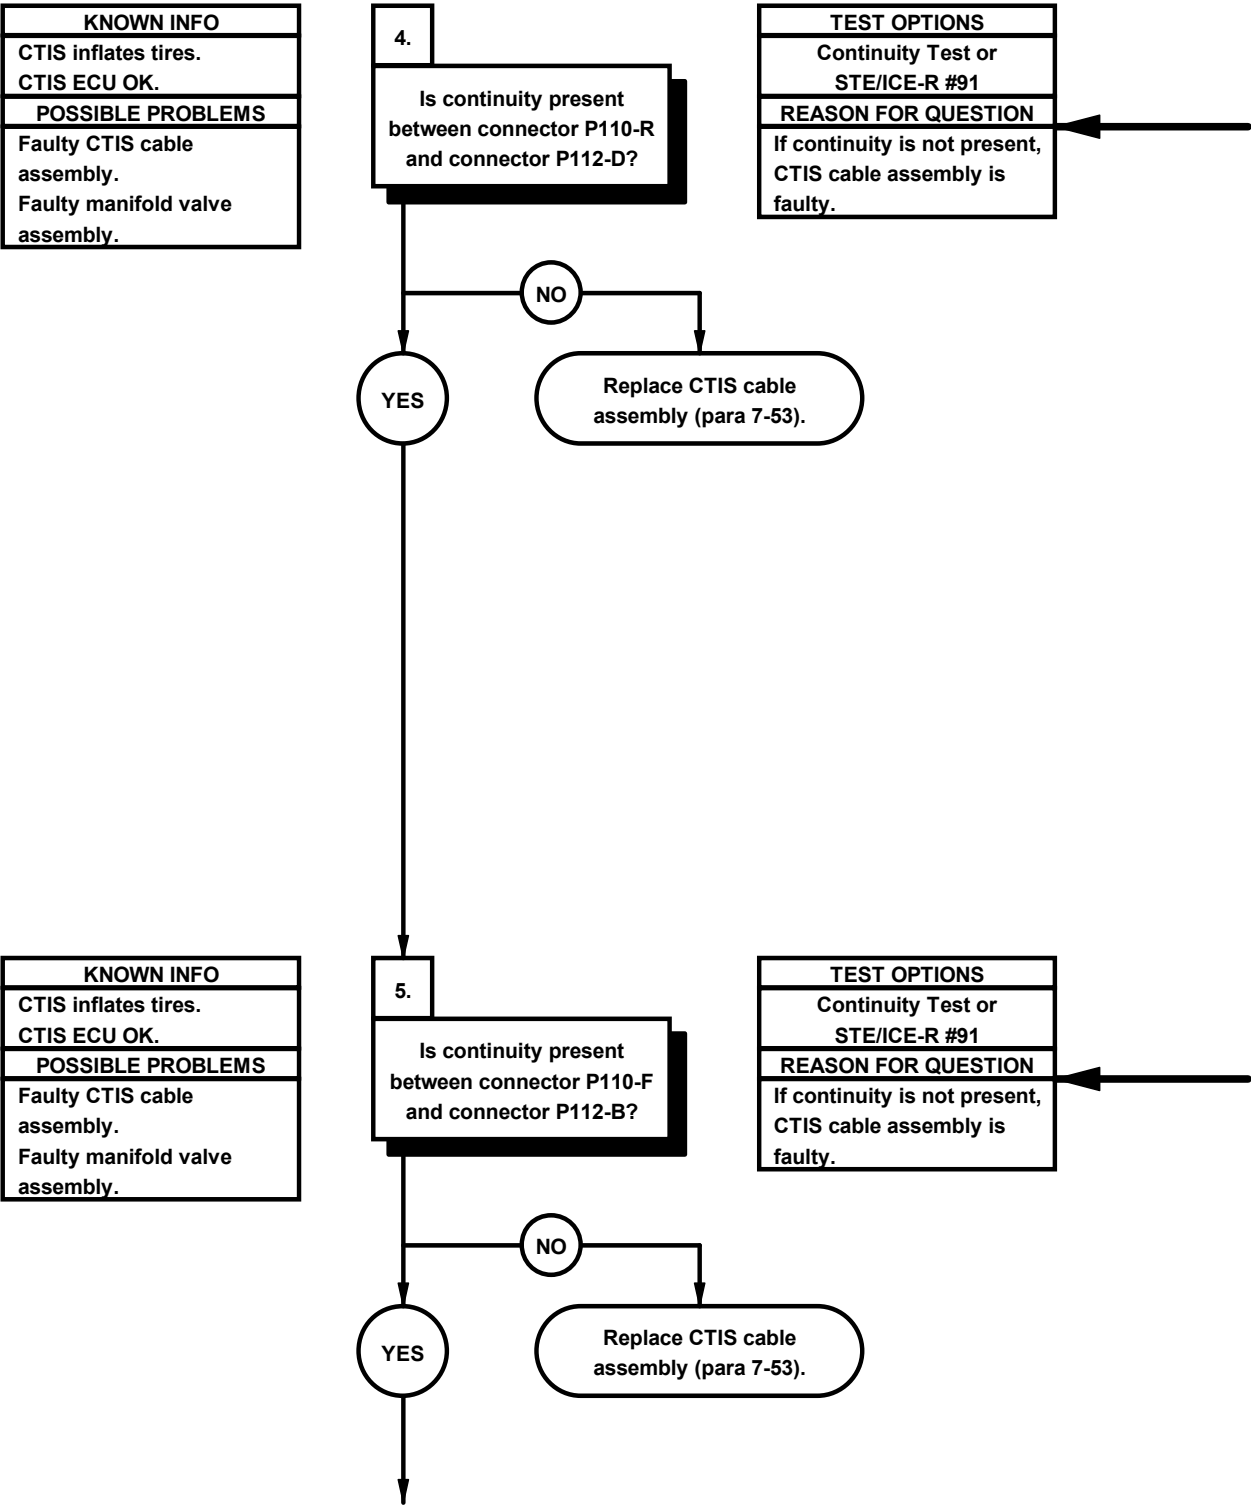 KNOWN INFO
CTIS inflates tires.
CTIS ECU OK.
POSSIBLE PROBLEMS
Faulty CTIS cable
assembly.
Faulty manifold valve
assembly.
4.
Is continuity present
between connector P110-R
and connector P112-D?
TEST OPTIONS
Continuity Test or
STE/ICE-R #91
REASON FOR QUESTION
If continuity is not present,
CTIS cable assembly is
faulty.
NO
YES
Replace CTIS cable
assembly (para 7-53).
KNOWN INFO
CTIS inflates tires.
CTIS ECU OK.
POSSIBLE PROBLEMS
Faulty CTIS cable
assembly.
Faulty manifold valve
assembly.
5.
Is continuity present
between connector P110-F
and connector P112-B?
TEST OPTIONS
Continuity Test or
STE/ICE-R #91
REASON FOR QUESTION
If continuity is not present,
CTIS cable assembly is
faulty.
NO
YES
Replace CTIS cable
assembly (para 7-53).